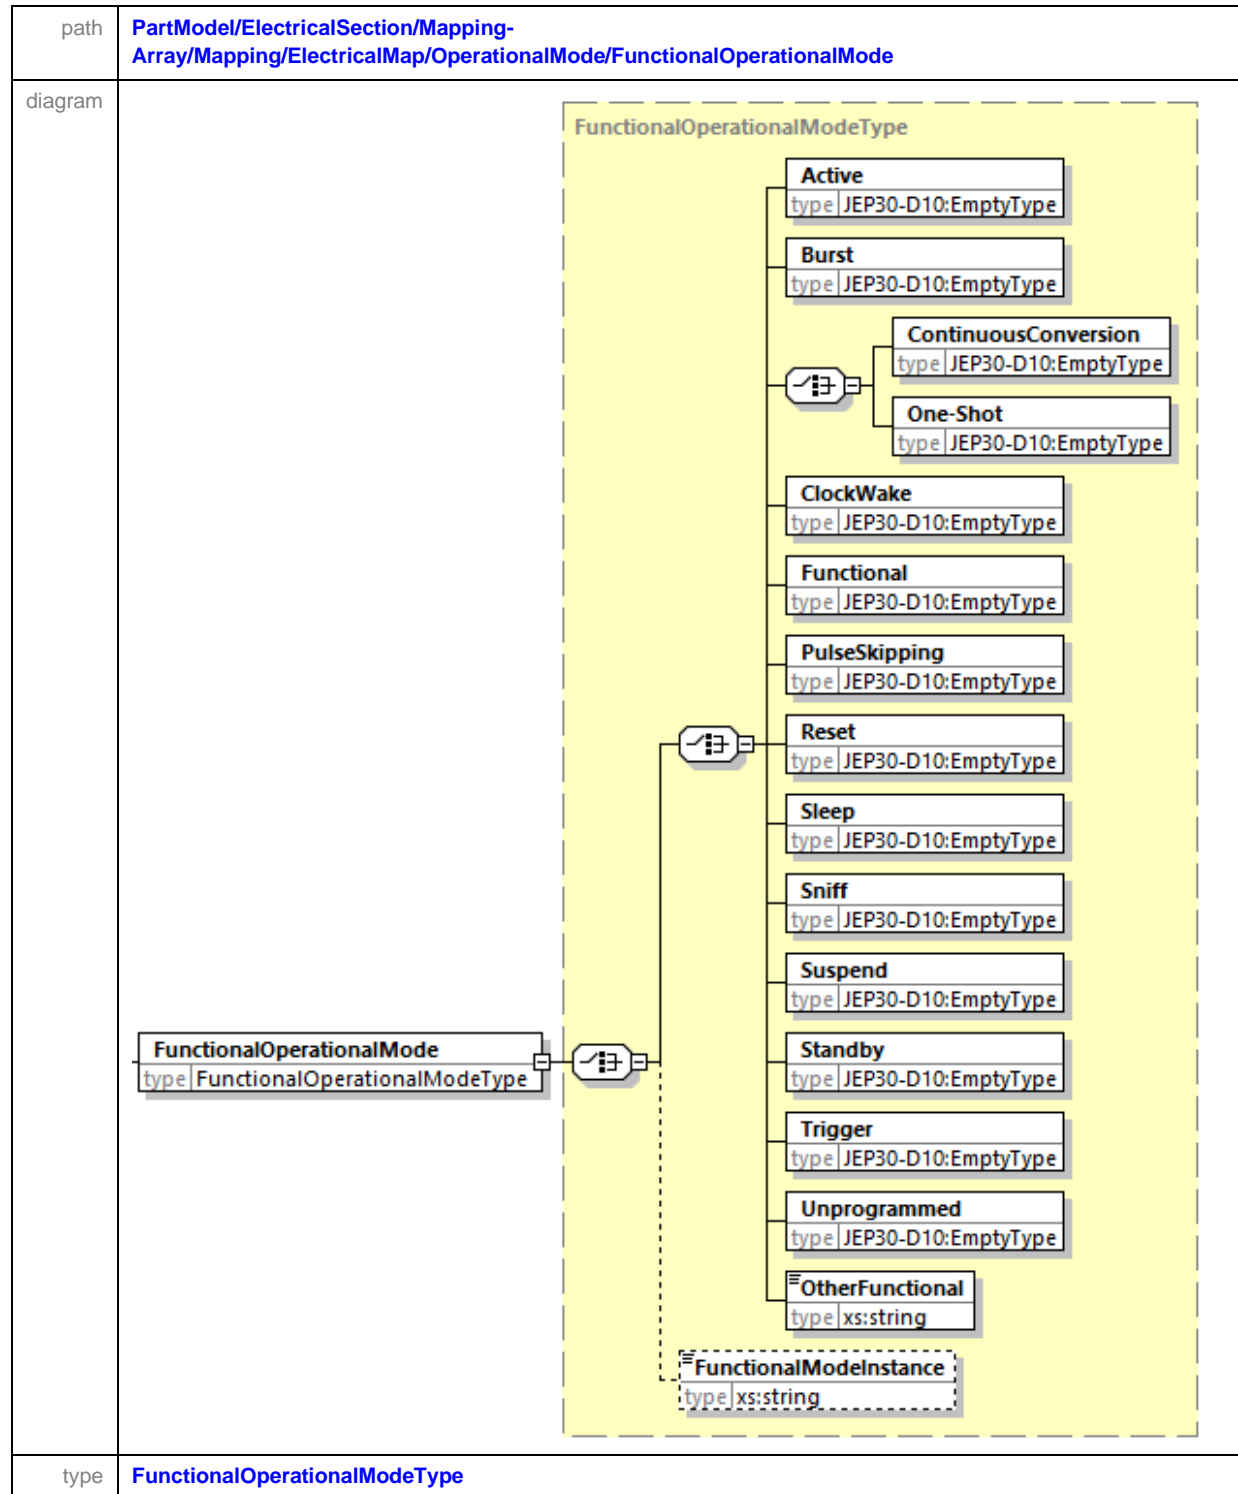 path
PartModel/ElectricalSection/Mapping-
Array/Mapping/ElectricalMap/OperationalMode/FunctionalOperationalMode
diagram
FunctionalOperationalModeType
Active
type JEP30-D10:EmptyType
Burst
type JEP30-D10:EmptyType
ContinuousConversion
type JEP30-D10:EmptyType
One-Shot
type JEP30-D10:EmptyType
ClockWake
type JEP30-D10:EmptyType
Functional
type JEP30-D10:EmptyType
PulseSkipping
type JEP30-D10:EmptyType
Reset
type JEP30-D10:EmptyType
Sleep
type JEP30-D10:EmptyType
Sniff
type JEP30-D10:EmptyType
Suspend
type JEP30-D10:EmptyType
FunctionalOperationalMode
type FunctionalOperationalModeType
Standby
type JEP30-D10:EmptyType
Trigger
type JEP30-D10:EmptyType
Unprogrammed
type JEP30-D10:EmptyType
OtherFunctional
type xs:string
FunctionalModeInstance
type xs:string
type
FunctionalOperationalModeType